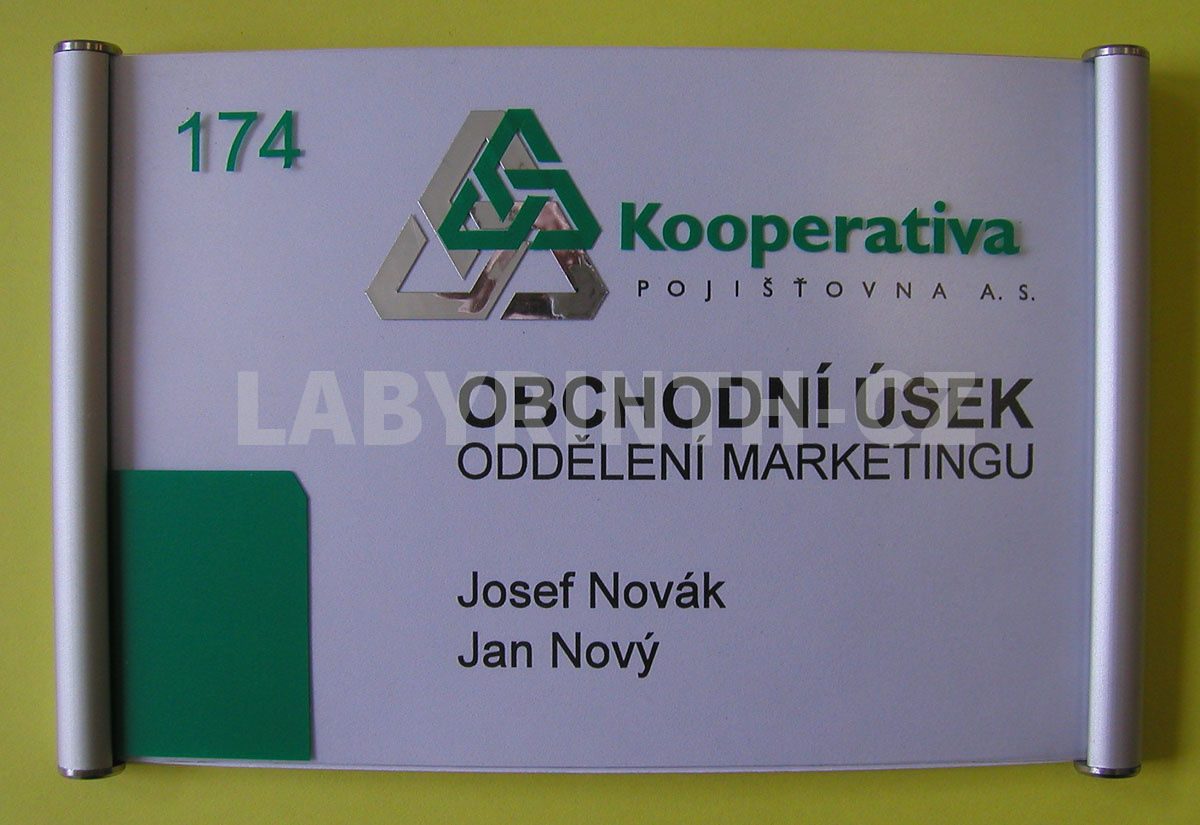 174
Kooperativa
POJIŠŤOVNA A. S.
OBCHODNÍ ÚSEK
LABYRINTH-CZ
ODDĚLENÍ MARKETINGU
Josef Novák
Jan Nový